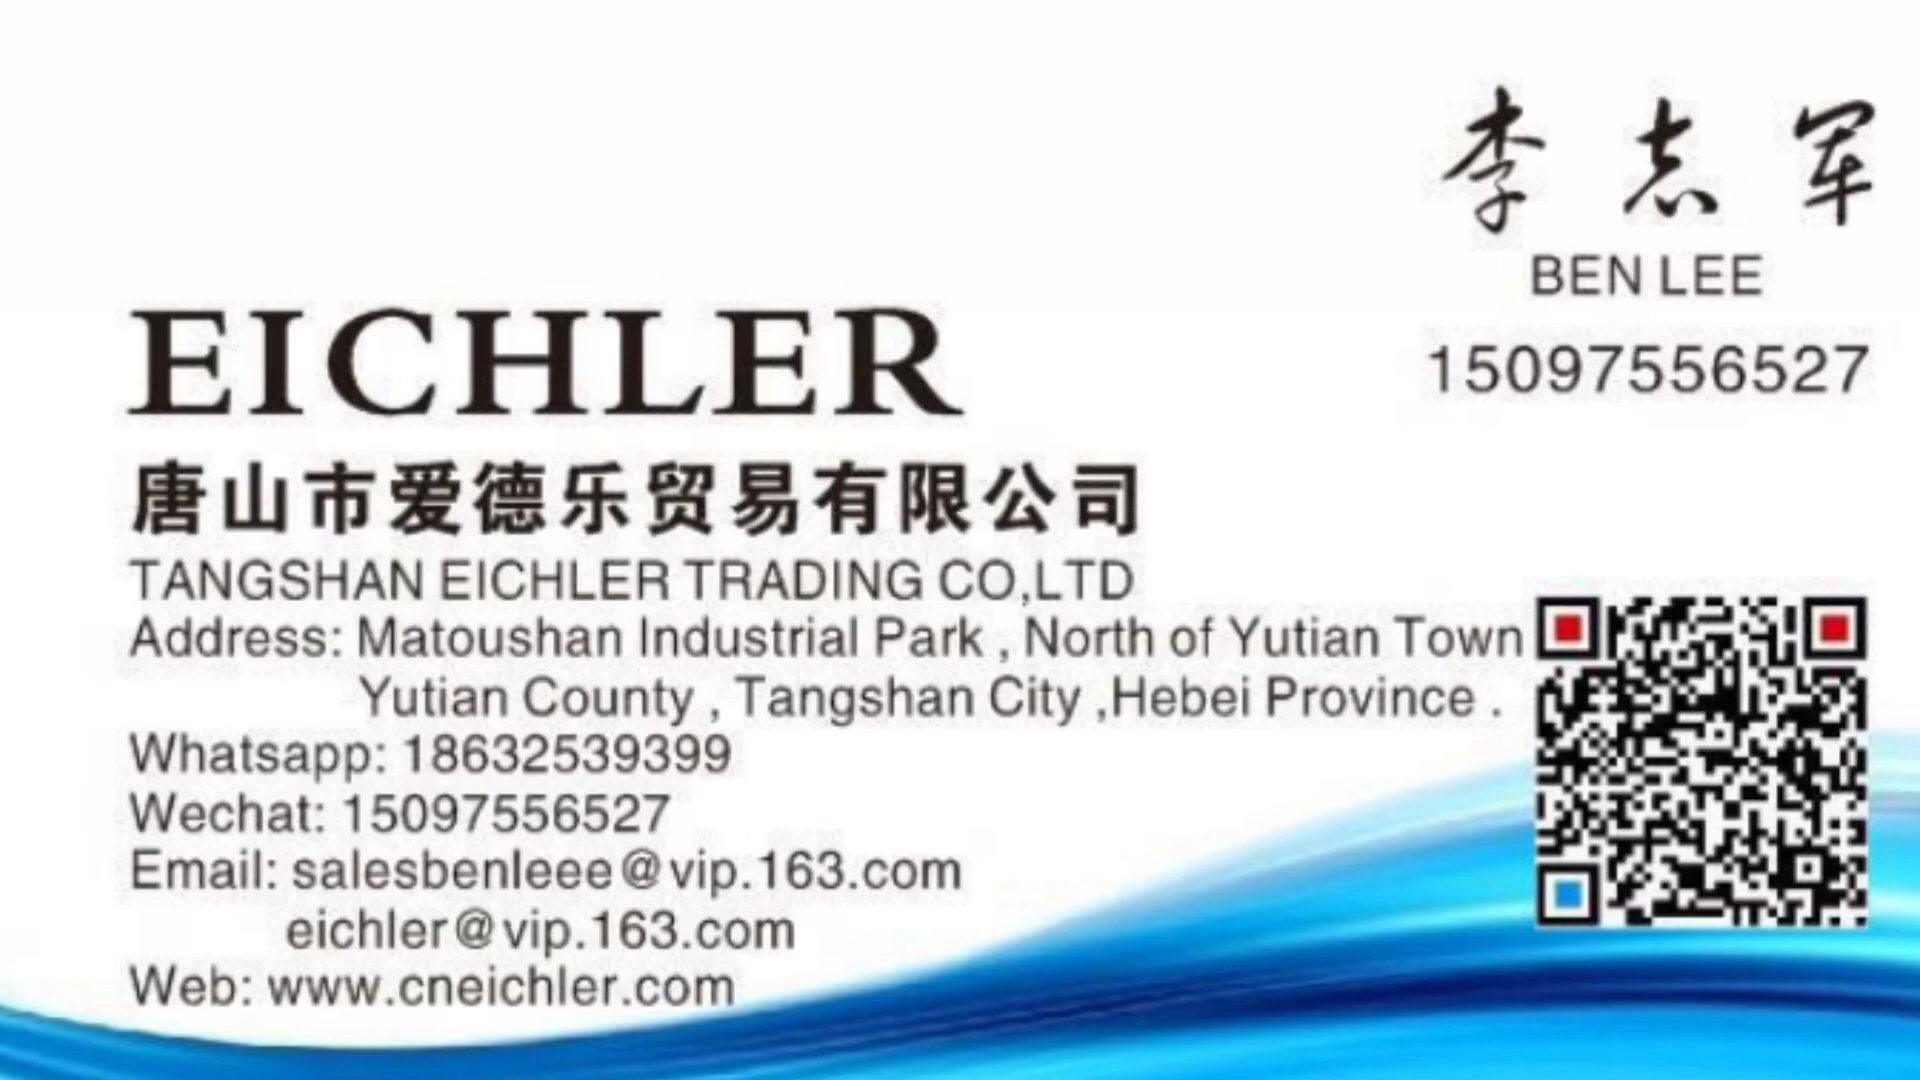 李志军
BEN LEE
15097556527
EICHLER
唐山市爱德乐贸易有限公司
TANGSHAN EICHLER TRADING CO,LTD
Address: Matoushan Industrial Park , North of Yutian Town
Yutian County , Tangshan City ,Hebei Province .
Whatsapp: 18632539399
Wechat: 15097556527
Email: salesbenleee@vip.163.com
eichler@vip.163.com
Web: www.cneichler.com